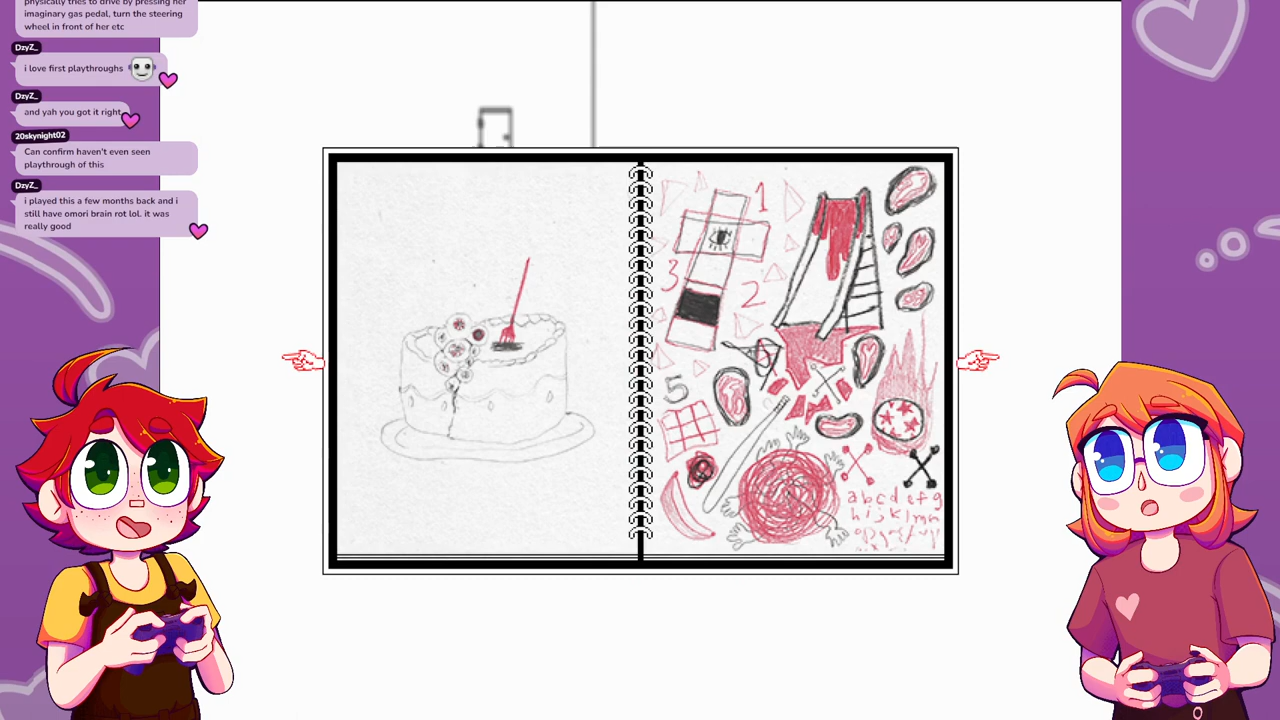 physically tries to drive by pressing her
imaginary gas pedal, turn the steering
wheel in front of her etc
DzyZ_
i love first playthroughs
DzyZ_
and yah you got it right
20skynight02
Can confirm haven't even seen
playthrough of this
DzyZ_
i played this a few months back and i
still have omori brain rot lol. it was
really good
1
3
2
5
a b c d e f g
h i j k l m n